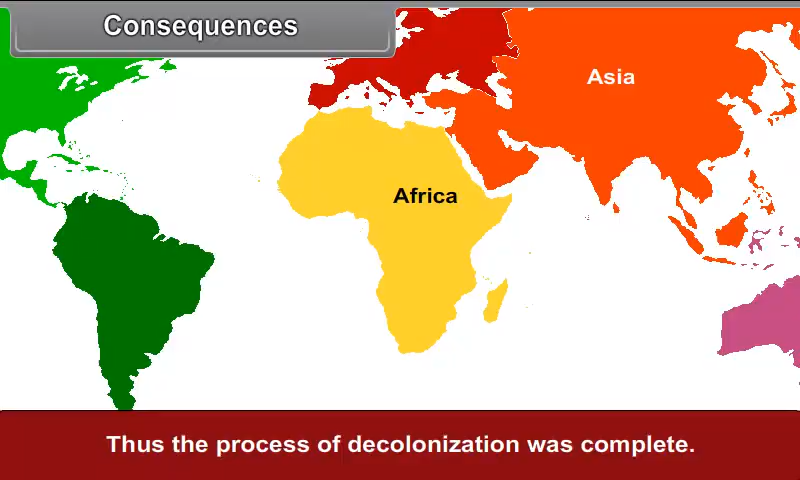 Consequences
Asia
Africa
Thus the process of decolonization was complete.